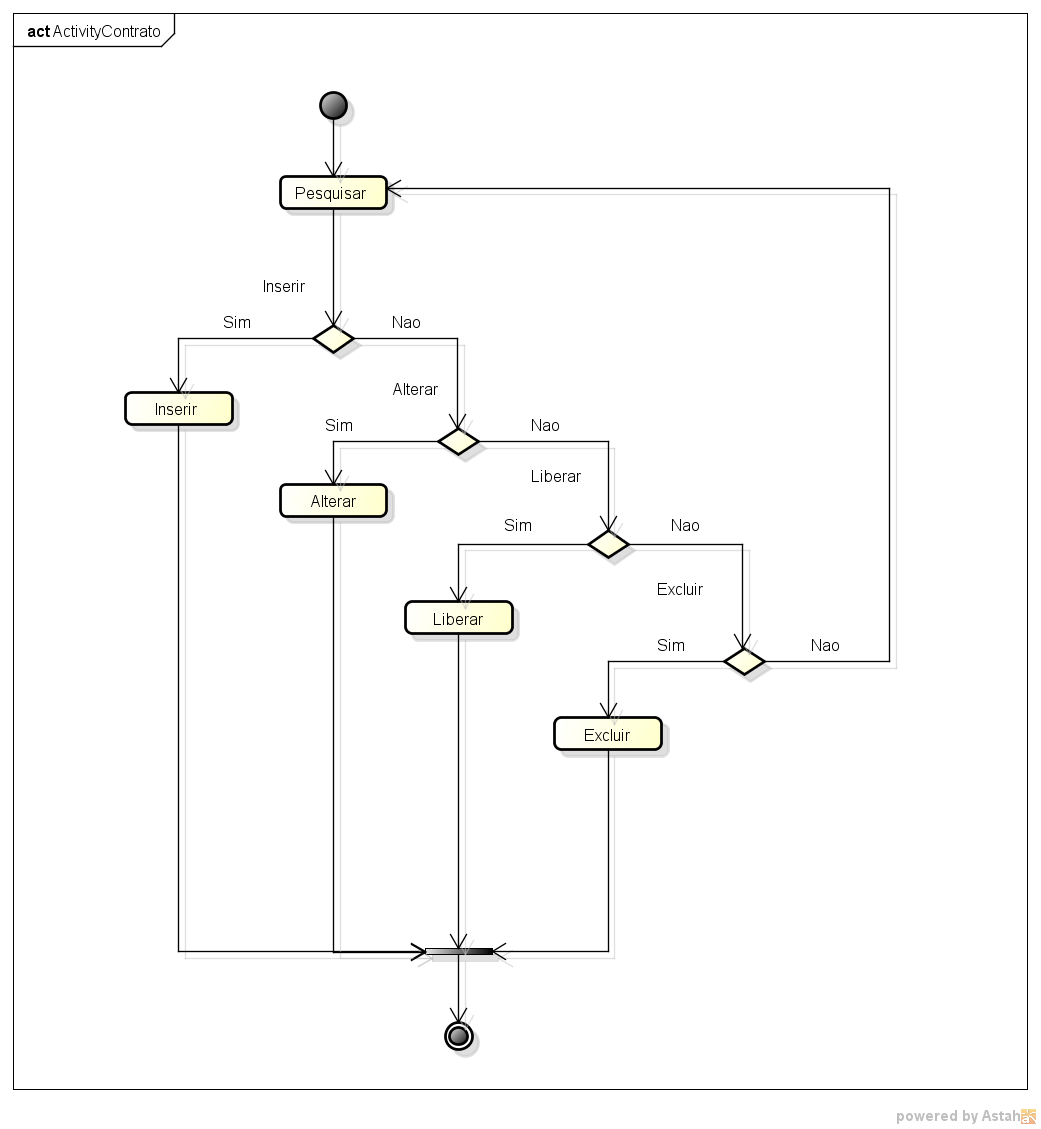 act ActivityContrato
Pesquisar
Inserir
Sim
Nao
Inserir
Alterar
Sim
Nao
Alterar
Liberar
Sim
Nao
Liberar
Excluir
Sim
Nao
Excluir
powered by Astah